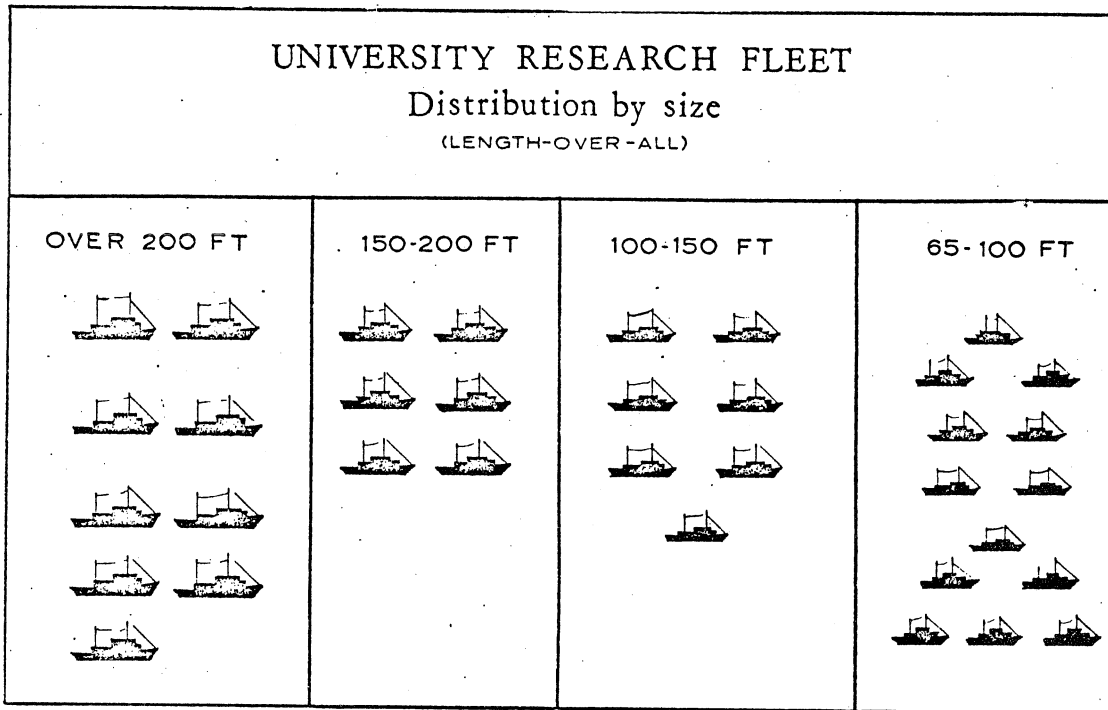 UNIVERSITY RESEARCH FLEET
Distribution by size
(LENGTH-OVER-ALL)
OVER 200 FT
150-200 FT
100-150 FT
65-100 FT